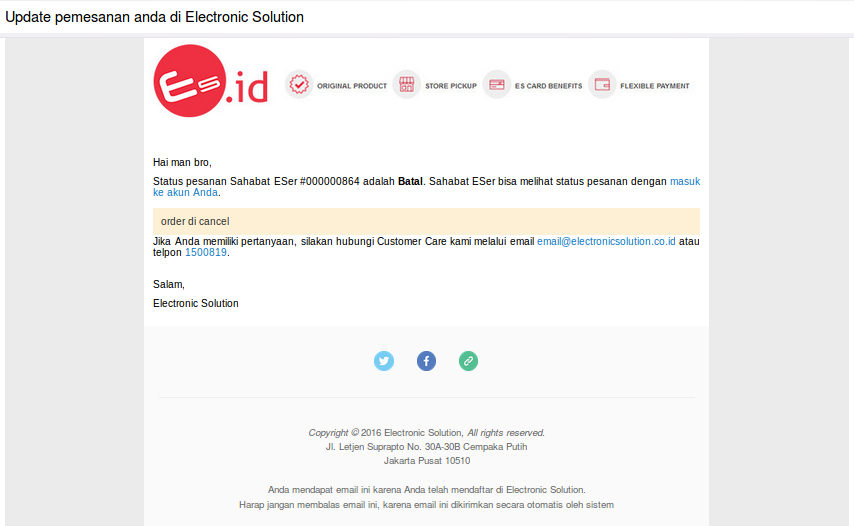 Update pemesanan anda di Electronic Solution
Es.id
ORIGINAL PRODUCT
STORE PICKUP
ES CARD BENEFITS
FLEXIBLE PAYMENT
Hai man bro,
Status pesanan Sahabat ESer #000000864 adalah Batal. Sahabat ESer bisa melihat status pesanan dengan masuk
ke akun Anda.
order di cancel
Jika Anda memiliki pertanyaan, silakan hubungi Customer Care kami melalui email email@electronicsolution.co.id atau
telpon 1500819.
Salam,
Electronic Solution
Copyright © 2016 Electronic Solution, All rights reserved.
Jl. Letjen Suprapto No. 30A-30B Cempaka Putih
Jakarta Pusat 10510
Anda mendapat email ini karena Anda telah mendaftar di Electronic Solution.
Harap jangan membalas email ini, karena email ini dikirimkan secara otomatis oleh sistem